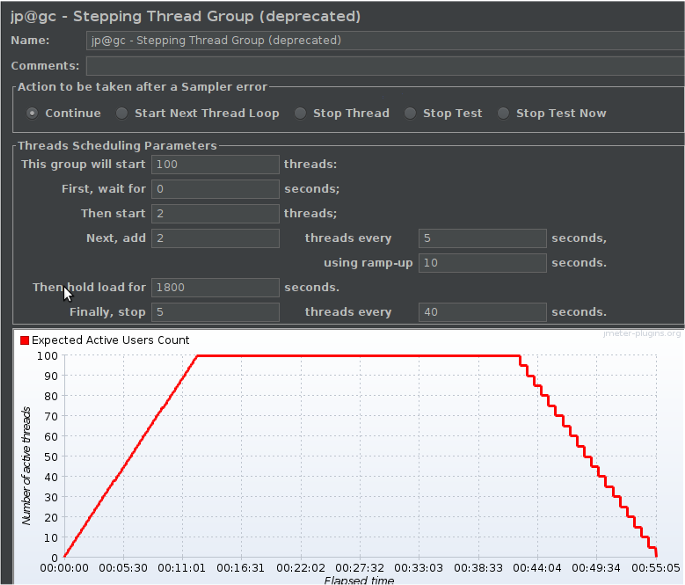 jp@gc - Stepping Thread Group (deprecated)
Name: jp@gc - Stepping Thread Group (deprecated)
Comments:
Action to be taken after a Sampler error
Continue Start Next Thread Loop Stop Thread Stop Test Stop Test Now
Threads Scheduling Parameters
This group will start 100 threads:
First, wait for 0 seconds;
Then start 2 threads;
Next, add 2 threads every 5 seconds,
using ramp-up 10 seconds.
Then hold load for 1800 seconds.
Finally, stop 5 threads every 40 seconds.
jmeter-plugins.org
Expected Active Users Count
100
90
80
70
60
50
40
30
20
10
0
Number of active threads
00:00:00 00:05:30 00:11:01 00:16:31 00:22:02 00:27:32 00:33:03 00:38:33 00:44:04 00:49:34 00:55:05
Elapsed time